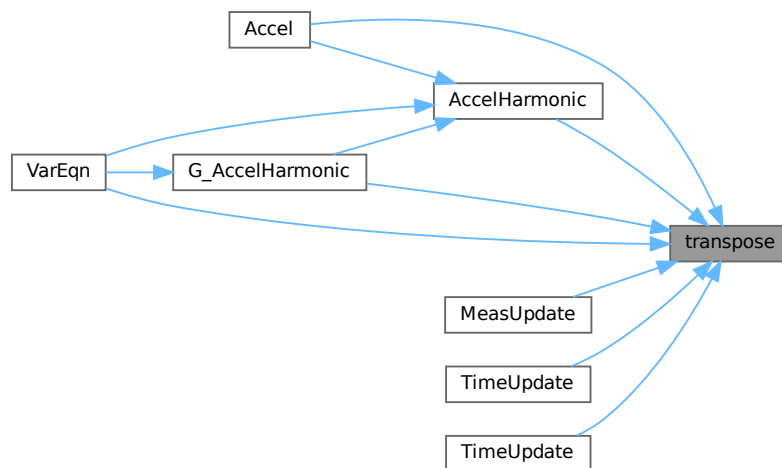 Accel
AccelHarmonic
VarEqn
G_AccelHarmonic
transpose
MeasUpdate
TimeUpdate
TimeUpdate